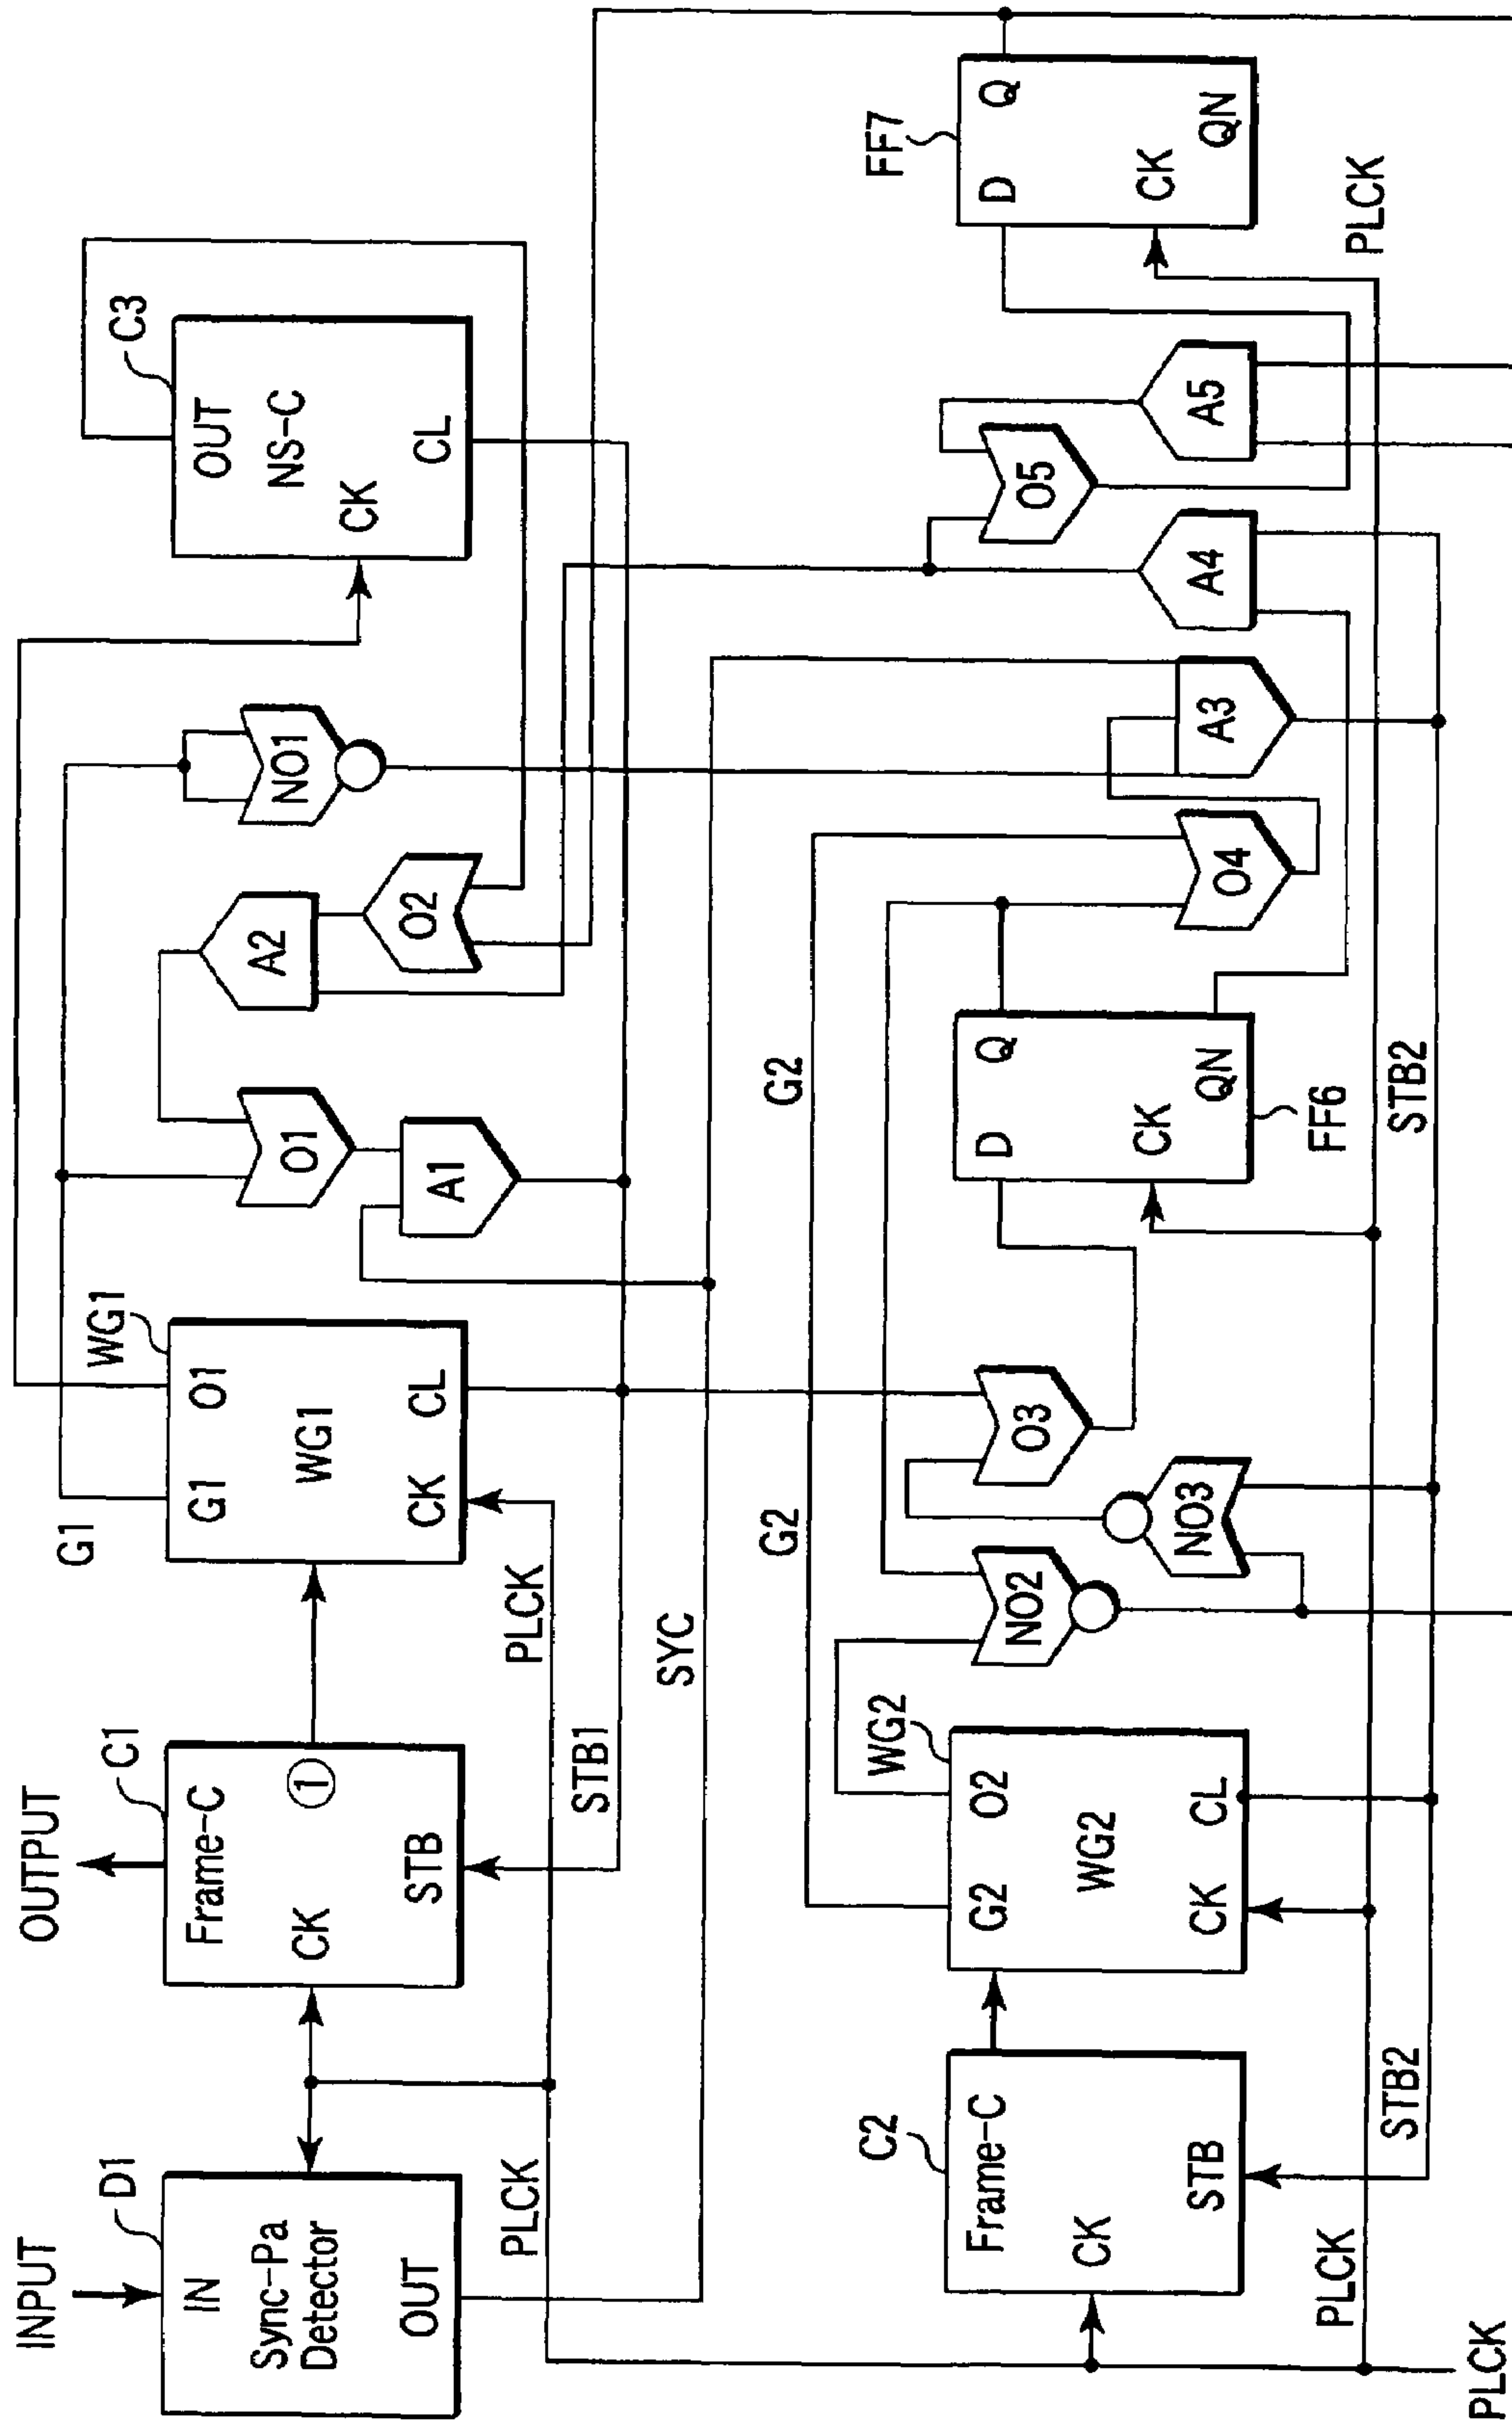 INPUT
D1
IN
Sync-Pa
Detector
OUT
OUTPUT
C1
Frame-C
①
CK
STB
G1
WG1
G1
O1
WG1
CK
CL
O1
A1
A2
O2
NO1
C3
OUT
NS-C
CK
CL
PLCK
PLCK
STB1
SYC
C2
Frame-C
CK
STB
WG2
G2
O2
WG2
CK
CL
G2
G2
NO2
NO3
O3
D
Q
CK
QN
FF6
O4
A3
A4
O5
A5
FF7
D
Q
CK
QN
PLCK
PLCK
STB2
STB2
PLCK